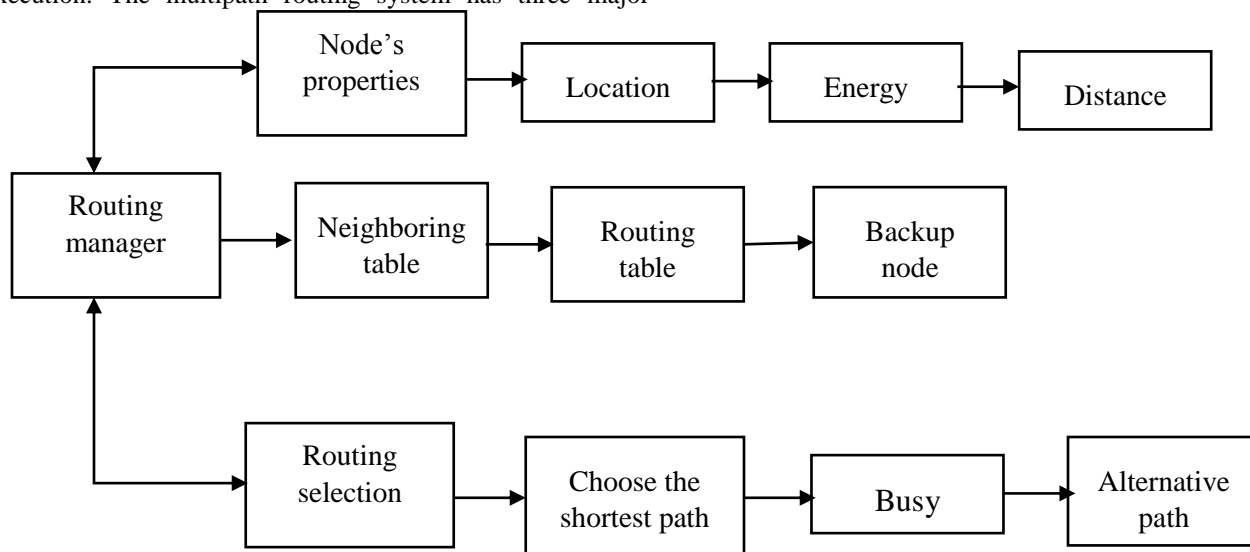 The multipath routing system has three major
Node's
properties
Location
Energy
Distance
Routing
manager
Neighboring
table
Routing
table
Backup
node
Routing
selection
Choose the
shortest path
Busy
Alternative
path